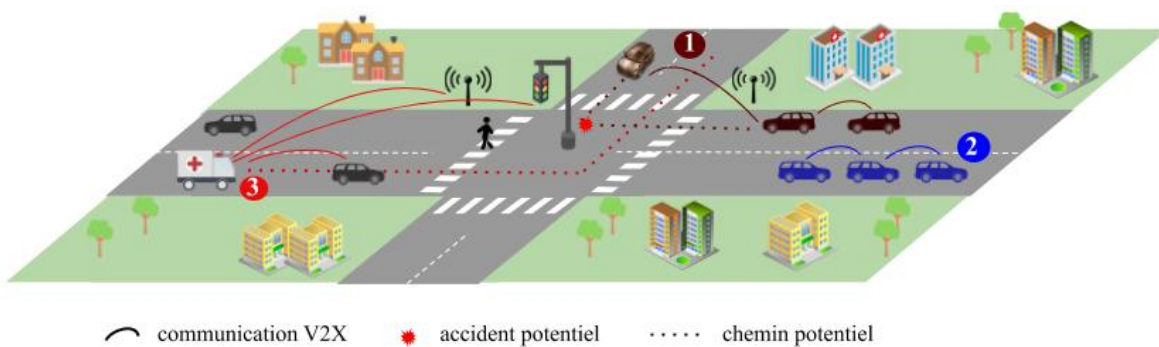 1
2
3
communication V2X
accident potentiel
chemin potentiel